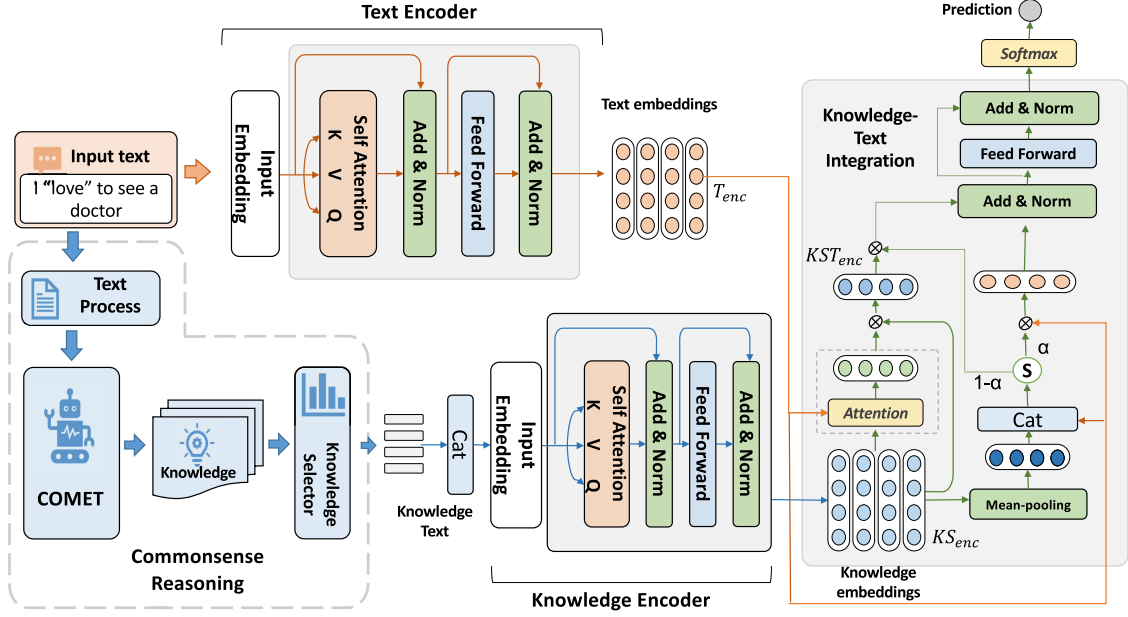 Text Encoder
Input text
I “love” to see a
doctor
Input
Embedding
Self Attention
K
V
Q
Add & Norm
Feed Forward
Add & Norm
Text embeddings
T_enc
Text
Process
COMET
Knowledge
Knowledge
Selector
Commonsense
Reasoning
Knowledge
Text
Cat
Input
Embedding
Self Attention
K
V
Q
Add & Norm
Feed Forward
Add & Norm
Knowledge Encoder
Prediction
Softmax
Knowledge-
Text
Integration
Add & Norm
Feed Forward
Add & Norm
KST_enc
α
1-α
S
Attention
Cat
Mean-pooling
KS_enc
Knowledge
embeddings